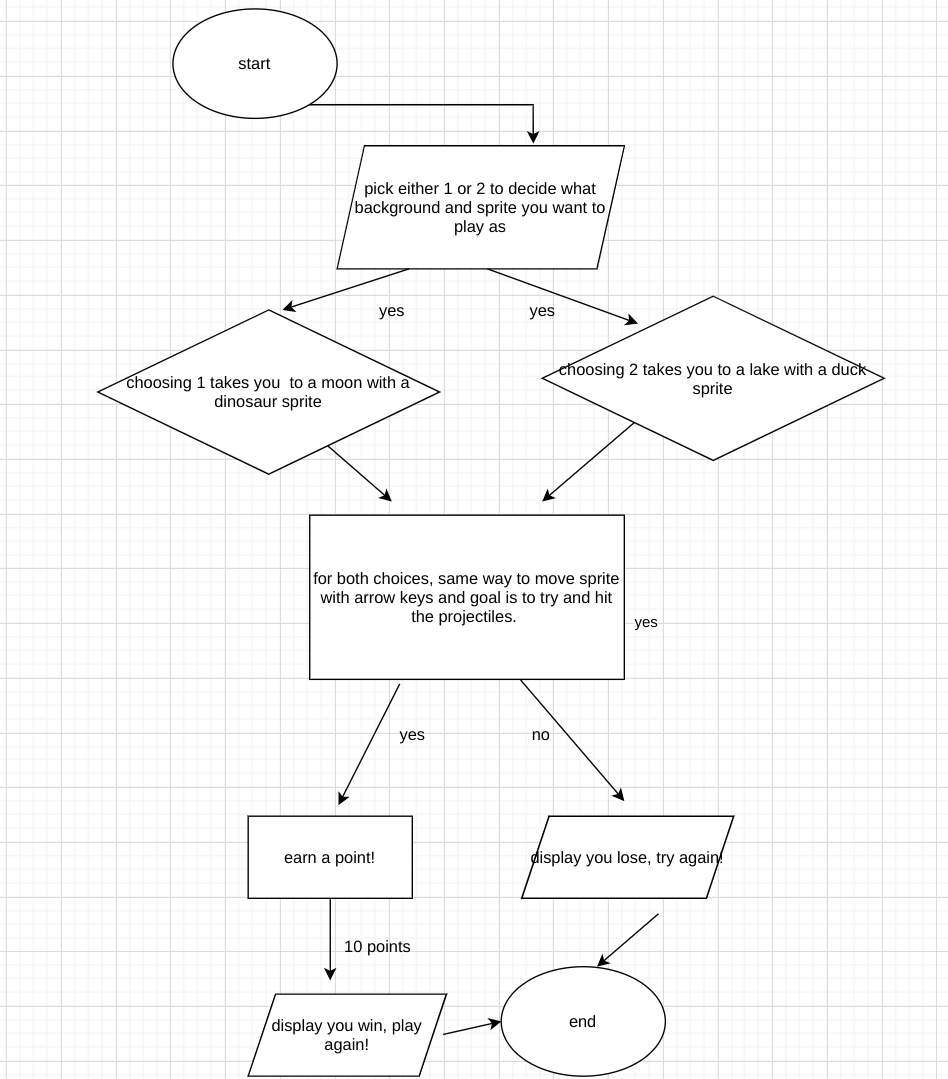 start
pick either 1 or 2 to decide what
background and sprite you want to
play as
yes
yes
choosing 1 takes you  to a moon with a
dinosaur sprite
choosing 2 takes you to a lake with a duck
sprite
for both choices, same way to move sprite
with arrow keys and goal is to try and hit
the projectiles.
yes
yes
no
earn a point!
display you lose, try again!
10 points
display you win, play
again!
end